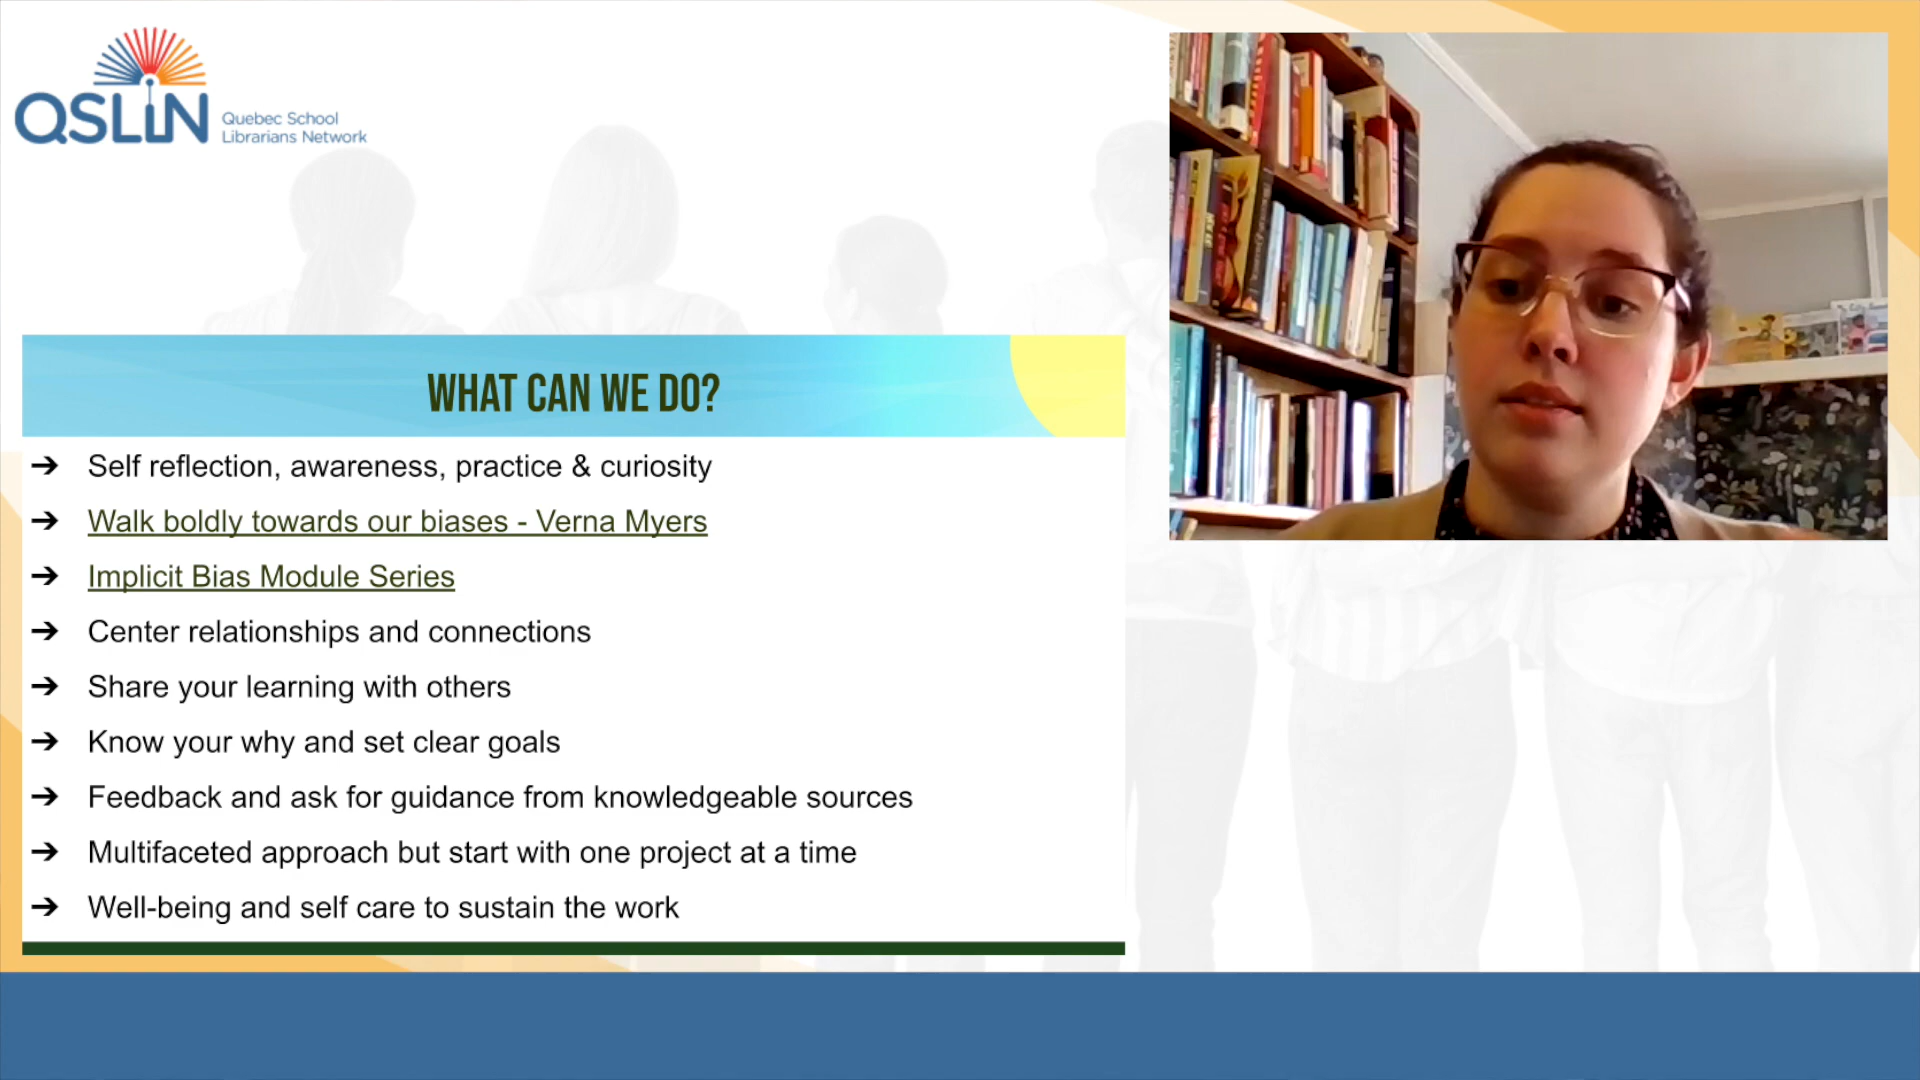 QSLiN
Quebec School
Librarians Network
WHAT CAN WE DO?
➔ Self reflection, awareness, practice & curiosity
➔ Walk boldly towards our biases - Verna Myers
➔ Implicit Bias Module Series
➔ Center relationships and connections
➔ Share your learning with others
➔ Know your why and set clear goals
➔ Feedback and ask for guidance from knowledgeable sources
➔ Multifaceted approach but start with one project at a time
➔ Well-being and self care to sustain the work